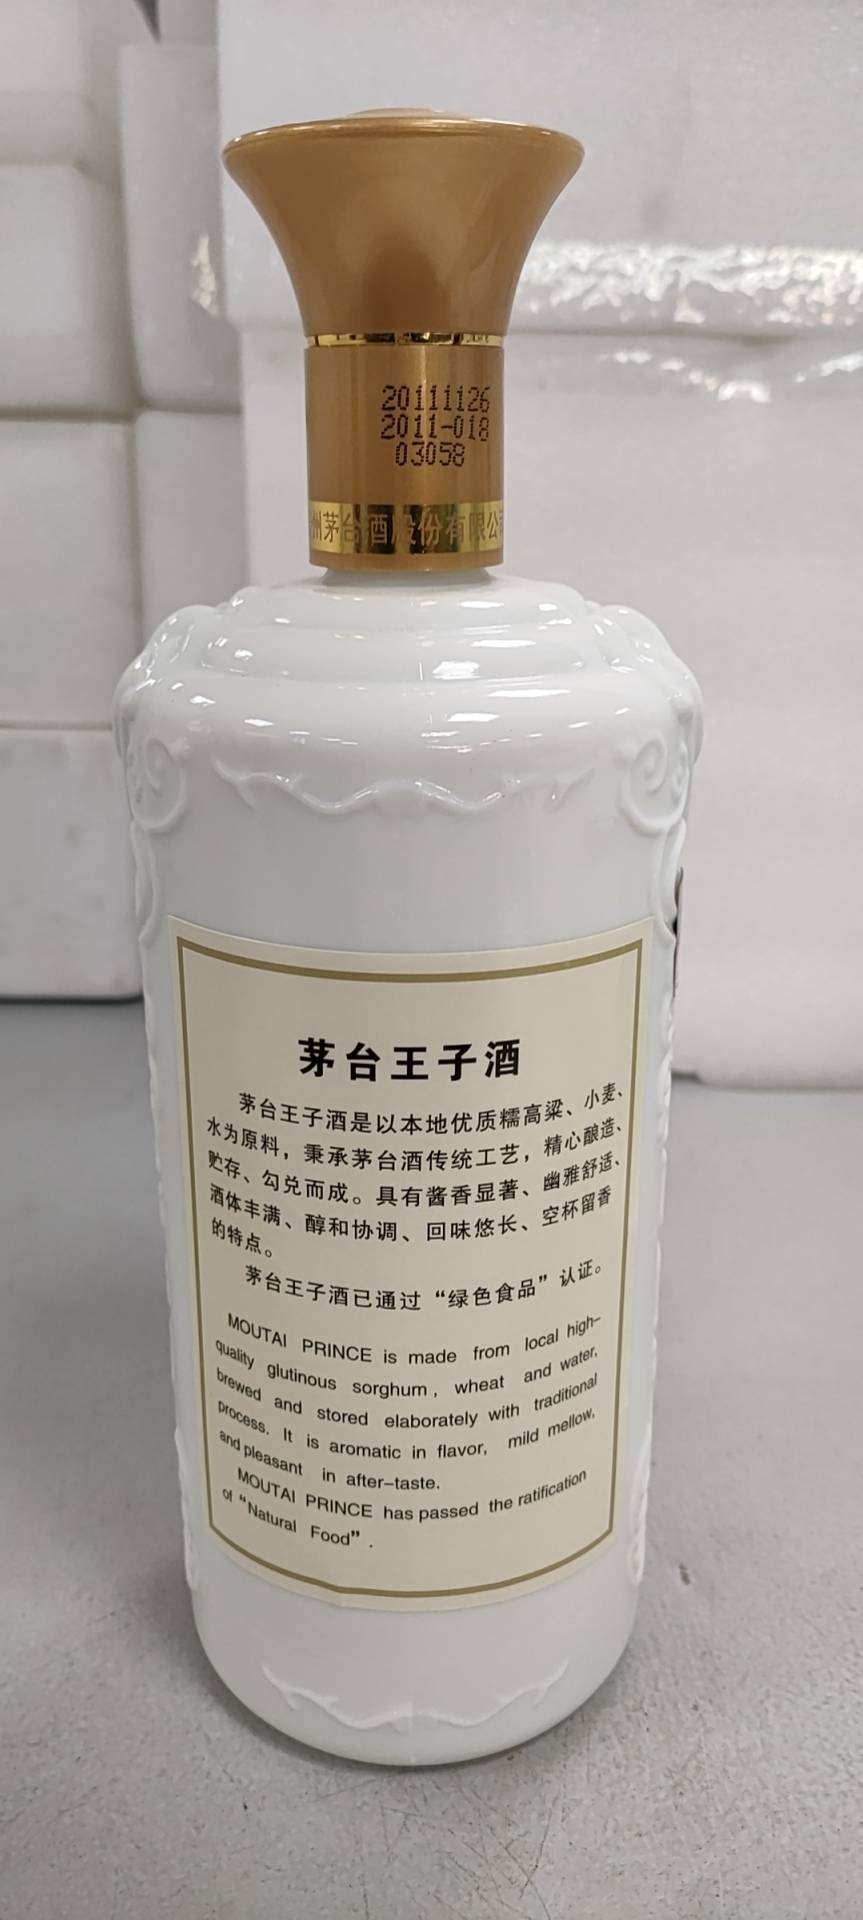 20111126
2011-018
03058
州茅台酒股份有限公司
茅台王子酒
茅台王子酒是以本地优质糯高粱、小麦、
水为原料，秉承茅台酒传统工艺，精心酿造、
贮存、勾兑而成。具有酱香显著、幽雅舒适、
酒体丰满、醇和协调、回味悠长、空杯留香
的特点。
茅台王子酒已通过“绿色食品”认证。
MOUTAI PRINCE is made from local high-
quality glutinous sorghum, wheat and water,
brewed and stored elaborately with traditional
process. It is aromatic in flavor, mild mellow,
and pleasant in after-taste.
MOUTAI PRINCE has passed the ratification
of “Natural Food”.